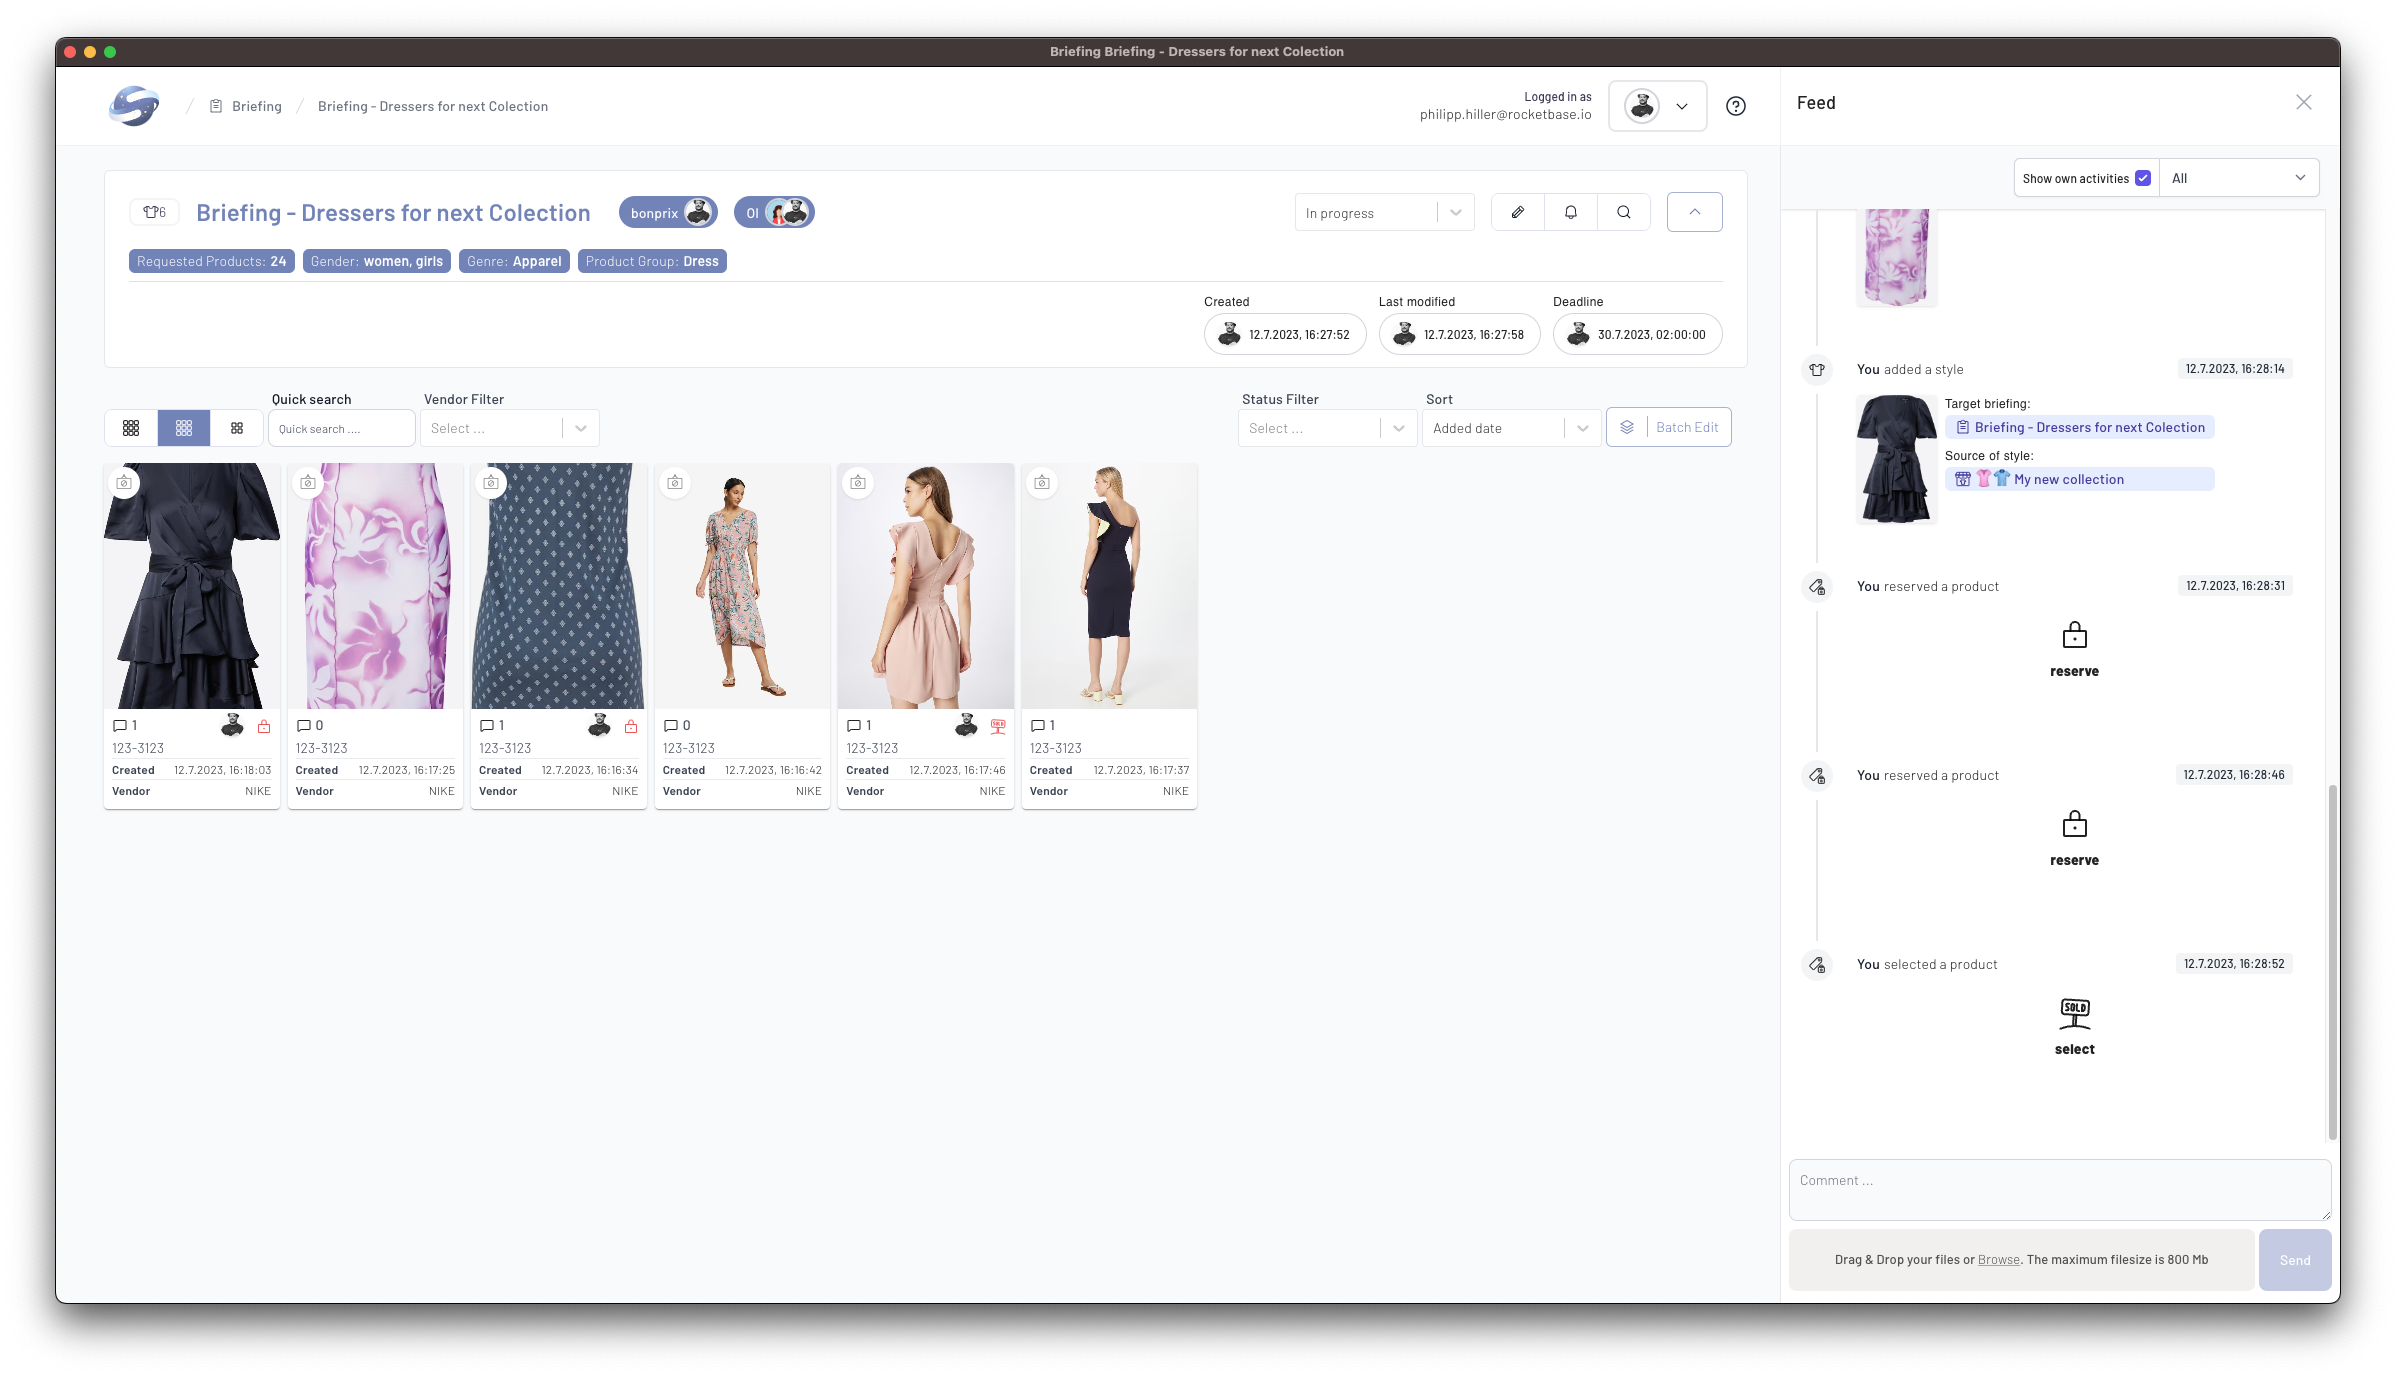 Briefing Briefing - Dressers for next Colection
Briefing
Briefing - Dressers for next Colection
Logged in as
philipp.hiller@rocketbase.io
6
Briefing - Dressers for next Colection
bonprix
OI
In progress
Requested Products: 24
Gender: women, girls
Genre: Apparel
Product Group: Dress
Created
Last modified
Deadline
12.7.2023, 16:27:52
12.7.2023, 16:27:58
30.7.2023, 02:00:00
Quick search
Vendor Filter
Status Filter
Sort
Quick search ....
Select ...
Select ...
Added date
Batch Edit
1
123-3123
Created 12.7.2023, 16:18:03
Vendor NIKE
0
123-3123
Created 12.7.2023, 16:17:25
Vendor NIKE
1
123-3123
Created 12.7.2023, 16:16:34
Vendor NIKE
0
123-3123
Created 12.7.2023, 16:16:42
Vendor NIKE
1
SOLD
123-3123
Created 12.7.2023, 16:17:46
Vendor NIKE
1
123-3123
Created 12.7.2023, 16:17:37
Vendor NIKE
Feed
Show own activities
All
You added a style
12.7.2023, 16:28:14
Target briefing:
Briefing - Dressers for next Colection
Source of style:
My new collection
You reserved a product
12.7.2023, 16:28:31
reserve
You reserved a product
12.7.2023, 16:28:46
reserve
You selected a product
12.7.2023, 16:28:52
SOLD
select
Comment ...
Drag & Drop your files or Browse. The maximum filesize is 800 Mb
Send